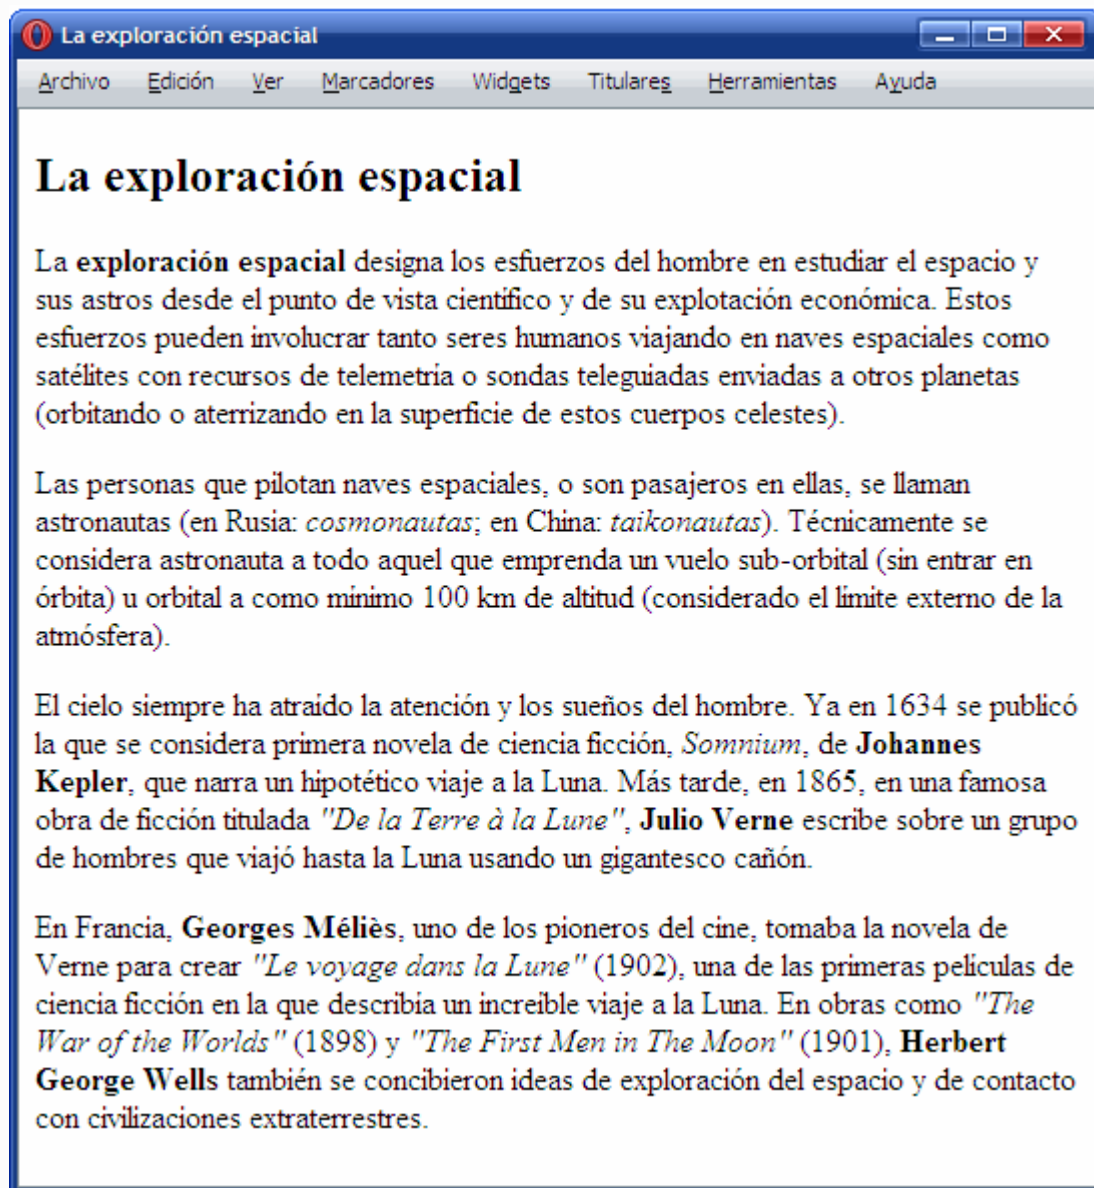 La exploración espacial
Archivo Edición Ver Marcadores Widgets Titulares Herramientas Ayuda
La exploración espacial
La exploración espacial designa los esfuerzos del hombre en estudiar el espacio y
sus astros desde el punto de vista científico y de su explotación económica. Estos
esfuerzos pueden involucrar tanto seres humanos viajando en naves espaciales como
satélites con recursos de telemetría o sondas teleguiadas enviadas a otros planetas
(orbitando o aterrizando en la superficie de estos cuerpos celestes).
Las personas que pilotan naves espaciales, o son pasajeros en ellas, se llaman
astronautas (en Rusia: cosmonautas; en China: taikonautas). Técnicamente se
considera astronauta a todo aquel que emprenda un vuelo sub-orbital (sin entrar en
órbita) u orbital a como mínimo 100 km de altitud (considerado el límite externo de la
atmósfera).
El cielo siempre ha atraído la atención y los sueños del hombre. Ya en 1634 se publicó
la que se considera primera novela de ciencia ficción, Somnium, de Johannes
Kepler, que narra un hipotético viaje a la Luna. Más tarde, en 1865, en una famosa
obra de ficción titulada "De la Terre à la Lune", Julio Verne escribe sobre un grupo
de hombres que viajó hasta la Luna usando un gigantesco cañón.
En Francia, Georges Méliès, uno de los pioneros del cine, tomaba la novela de
Verne para crear "Le voyage dans la Lune" (1902), una de las primeras películas de
ciencia ficción en la que describía un increíble viaje a la Luna. En obras como "The
War of the Worlds" (1898) y "The First Men in The Moon" (1901), Herbert
George Wells también se concibieron ideas de exploración del espacio y de contacto
con civilizaciones extraterrestres.